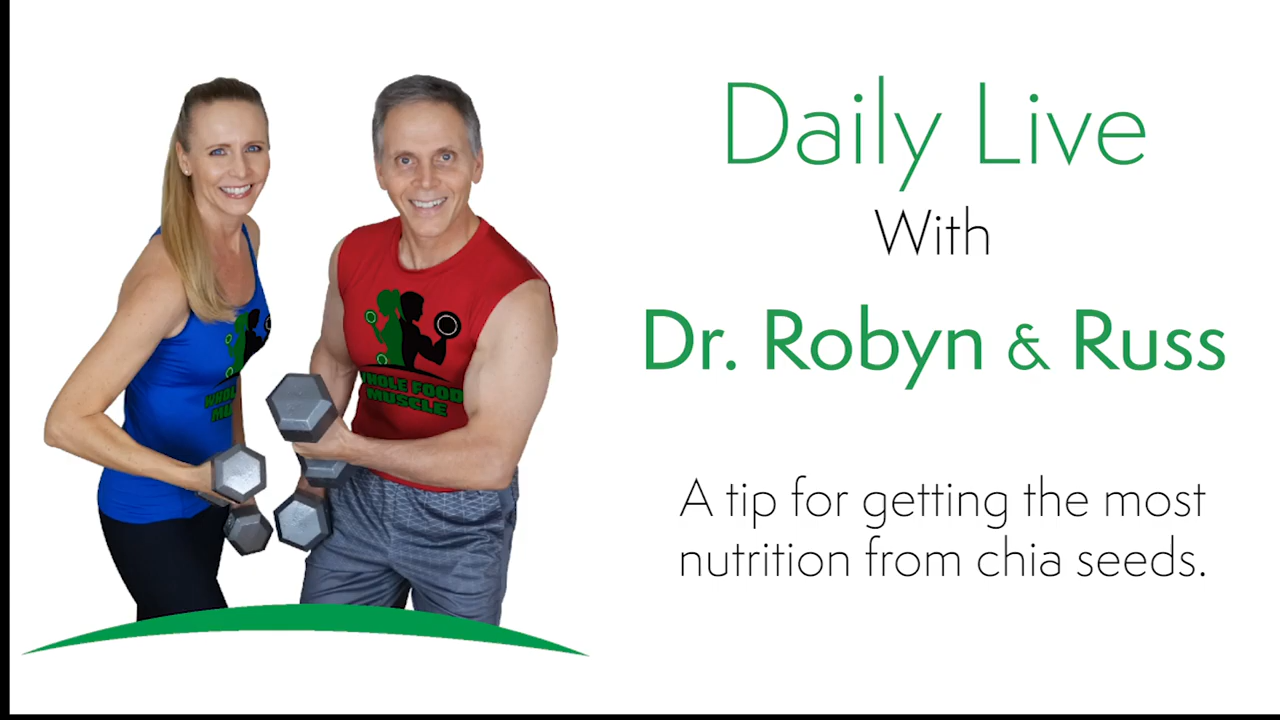 Daily Live
With
Dr. Robyn & Russ
A tip for getting the most
nutrition from chia seeds.
WHOLE FOOD
MUSCLE